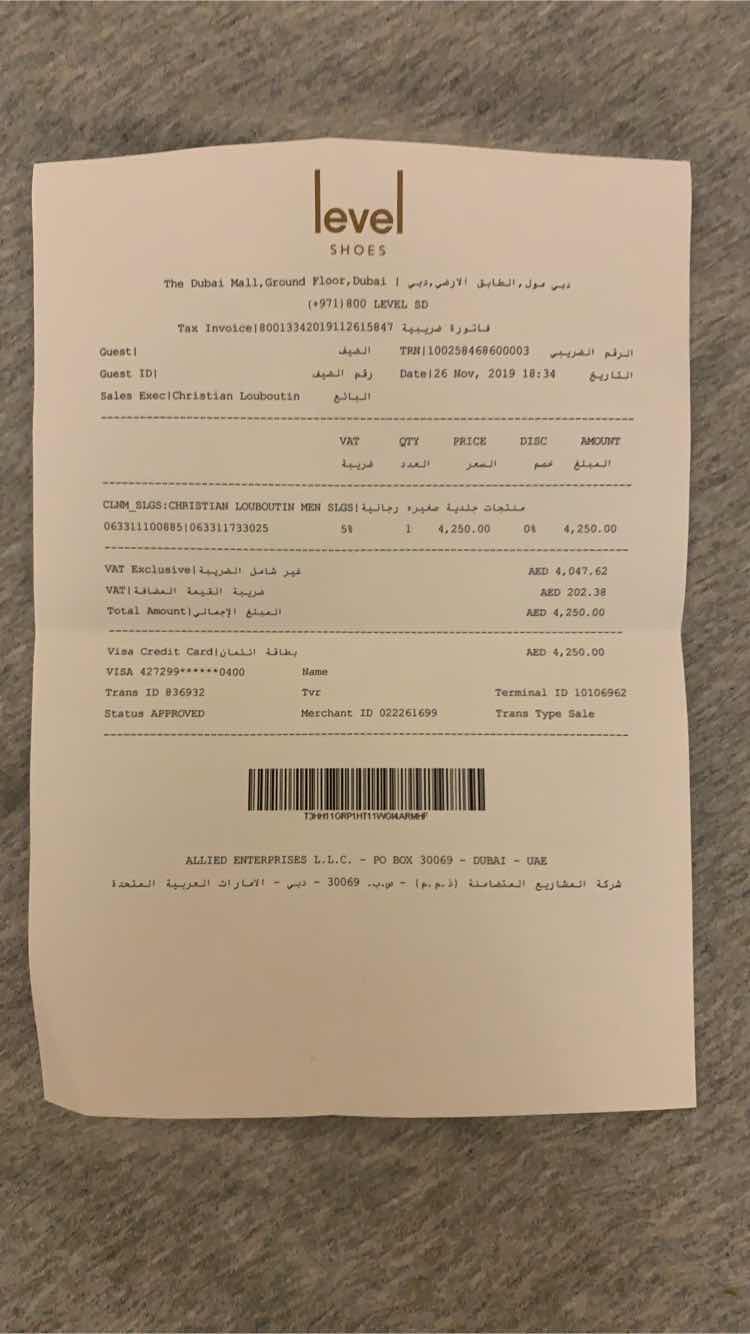 level
SHOES
The Dubai Mall,Ground Floor,Dubai | دبي مول,الطابق الارضي,دبي
(+971)800 LEVEL SD
Tax Invoice|80013342019112615847 فاتورة ضريبية
Guest| الضيف TRN|100258468600003 الرقم الضريبي
Guest ID| رقم الضيف Date|26 Nov, 2019 18:34 التاريخ
Sales Exec|Christian Louboutin البائع
VAT QTY PRICE DISC AMOUNT
ضريبة العدد السعر خصم المبلغ
CLNM_SLGS:CHRISTIAN LOUBOUTIN MEN SLGS|منتجات جلدية صغيره رجالية
063311100885|063311733025 5% 1 4,250.00 0% 4,250.00
VAT Exclusive|غير شامل الضريبة AED 4,047.62
VAT|ضريبة القيمة المضافة AED 202.38
Total Amount|المبلغ الإجمالي AED 4,250.00
Visa Credit Card|بطاقة ائتمان AED 4,250.00
VISA 427299******0400 Name
Trans ID 836932 Tvr Terminal ID 10106962
Status APPROVED Merchant ID 022261699 Trans Type Sale
ALLIED ENTERPRISES L.L.C. - PO BOX 30069 - DUBAI - UAE
شركة المشاريع المتضامنة (ذ.م.م) - ص.ب. 30069 - دبي - الامارات العربية المتحدة